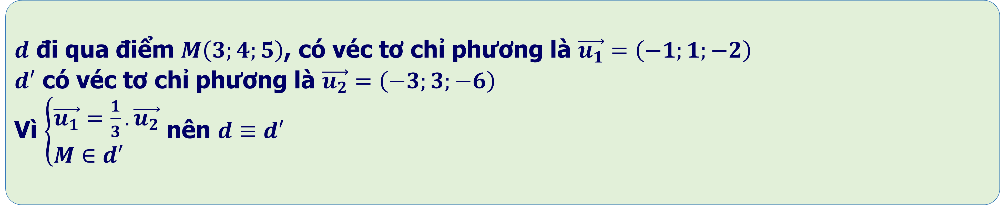 d đi qua điểm M(3; 4; 5), có véc tơ chỉ phương là $\overrightarrow{u_1} = (-1; 1; -2)$
d′ có véc tơ chỉ phương là $\overrightarrow{u_2} = (-3; 3; -6)$
Vì $\begin{cases} \overrightarrow{u_1} = \frac{1}{3}.\overrightarrow{u_2} \\ M \in d' \end{cases}$ nên $d \equiv d'$